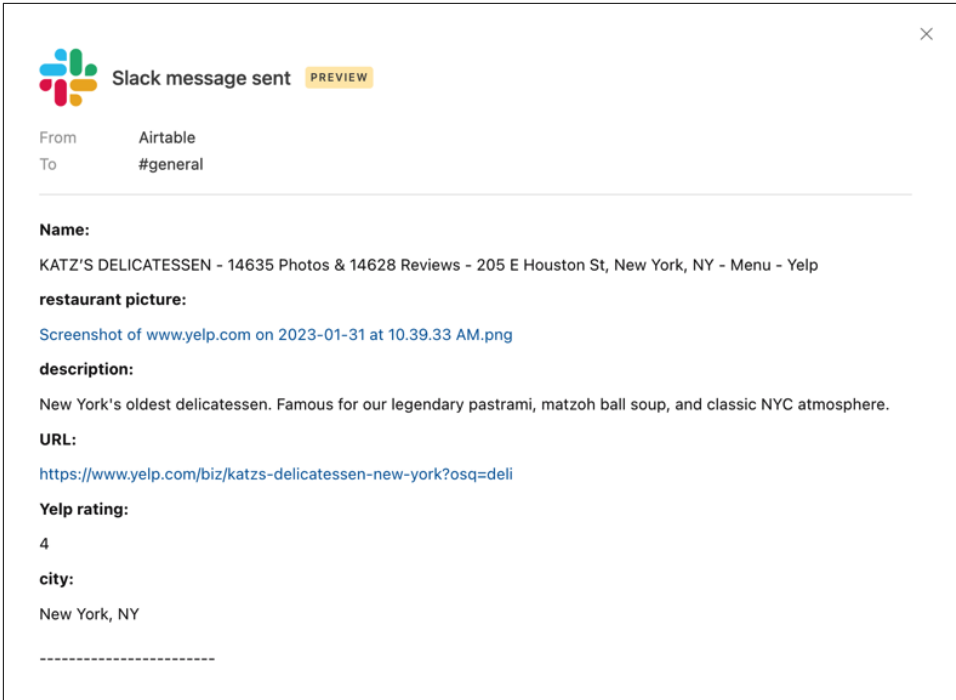 Slack message sent PREVIEW
From Airtable
To #general
Name:
KATZ'S DELICATESSEN - 14635 Photos & 14628 Reviews - 205 E Houston St, New York, NY - Menu - Yelp
restaurant picture:
Screenshot of www.yelp.com on 2023-01-31 at 10.39.33 AM.png
description:
New York's oldest delicatessen. Famous for our legendary pastrami, matzoh ball soup, and classic NYC atmosphere.
URL:
https://www.yelp.com/biz/katzs-delicatessen-new-york?osq=deli
Yelp rating:
4
city:
New York, NY
------------------------